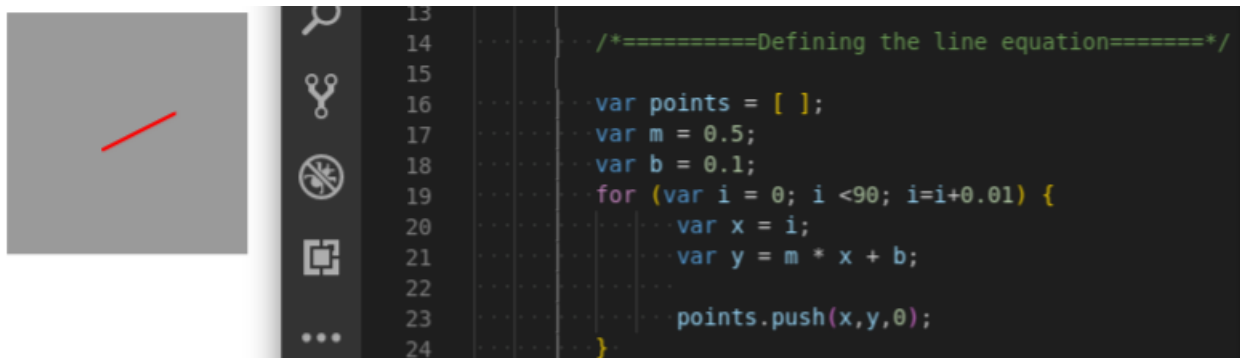 13
14 /*==========Defining the line equation=======*/
15
16 var points = [ ];
17 var m = 0.5;
18 var b = 0.1;
19 for (var i = 0; i <90; i=i+0.01) {
20 var x = i;
21 var y = m * x + b;
22
23 points.push(x,y,0);
24 }